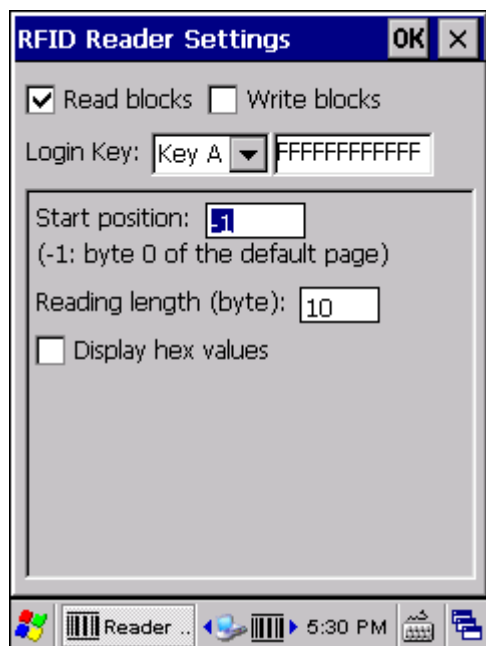 RFID Reader Settings OK ×
Read blocks Write blocks
Login Key: Key A FFFFFFFFFFFF
Start position: -1
(-1: byte 0 of the default page)
Reading length (byte): 10
Display hex values
Reader .. 5:30 PM